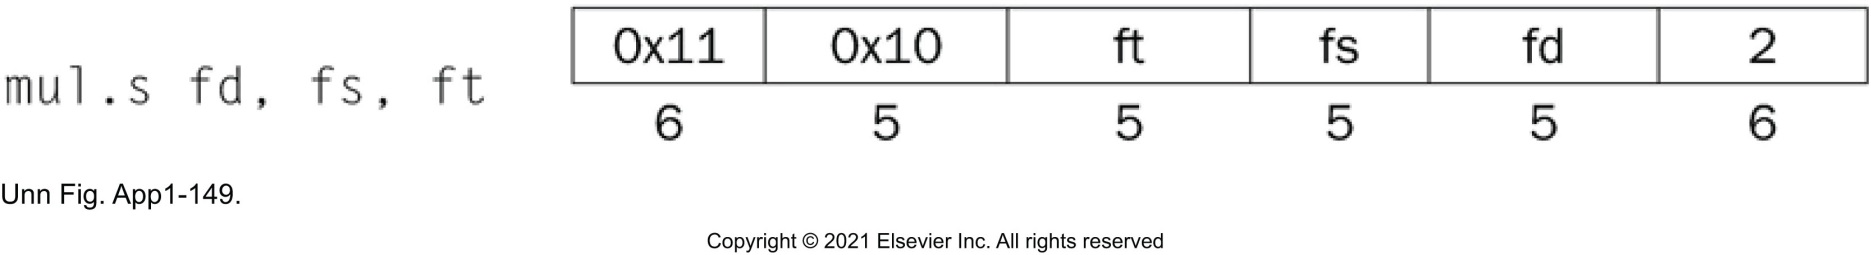 mul.s fd, fs, ft
0x11 0x10 ft fs fd 2
6 5 5 5 5 6
Unn Fig. App1-149.
Copyright © 2021 Elsevier Inc. All rights reserved